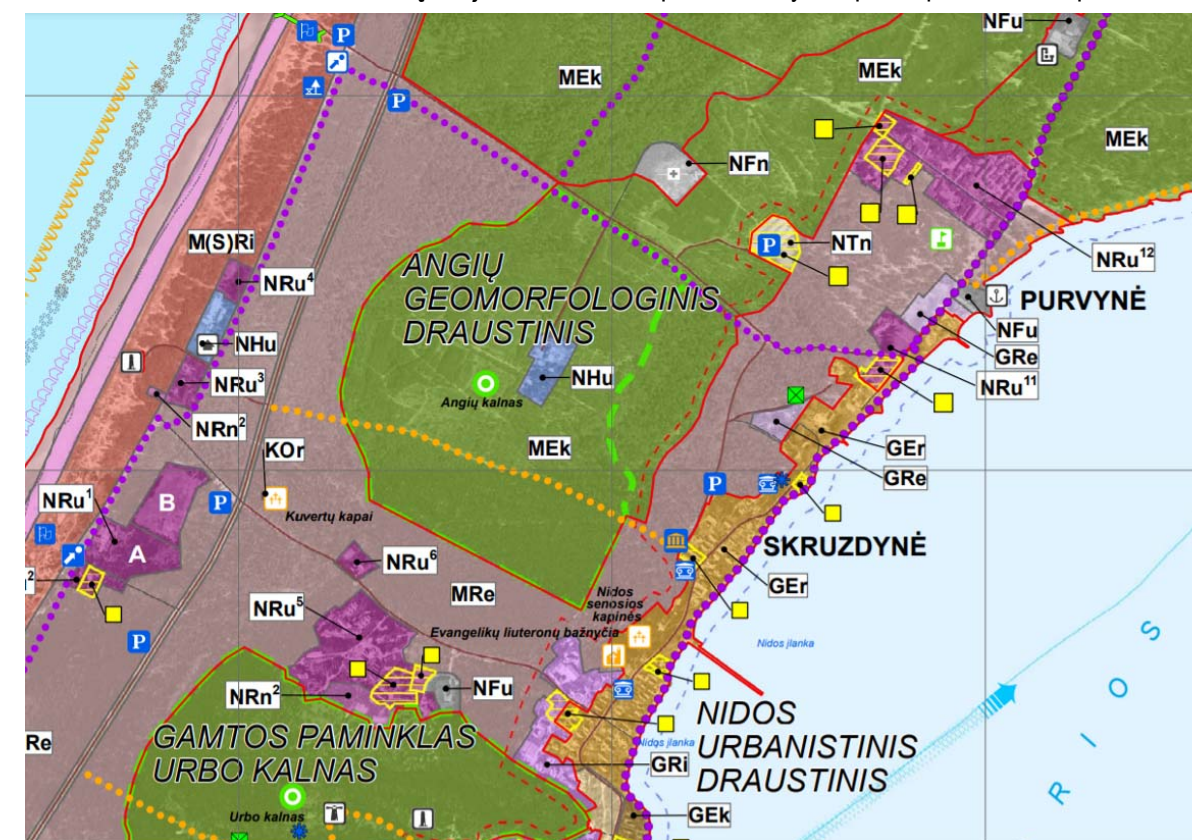 NFu
P
MEk
MEk
P
MEk
NFn
P
NTn
NRu12
M(S)Ri
NRu4
ANGIŲ
GEOMORFOLOGINIS
DRAUSTINIS
PURVYNĖ
NFu
NHu
GRe
NHu
NRu3
NRu11
Angių kalnas
NRn2
GEr
KOr
MEk
GRe
NRu1
B
P
P
Kuvertų kapai
A
SKRUZDYNĖ
NRu6
2
GEr
MRe
Nidos
senosios
kapinės
NRu5
Evangelikų liuteronų bažnyčia
P
Nidos įlanka
S
NRn2
NFu
O
NIDOS
URBANISTINIS
DRAUSTINIS
GAMTOS PAMINKLAS
URBO KALNAS
Re
Nidos įlanka
I
GRi
R
Urbo kalnas
GEk